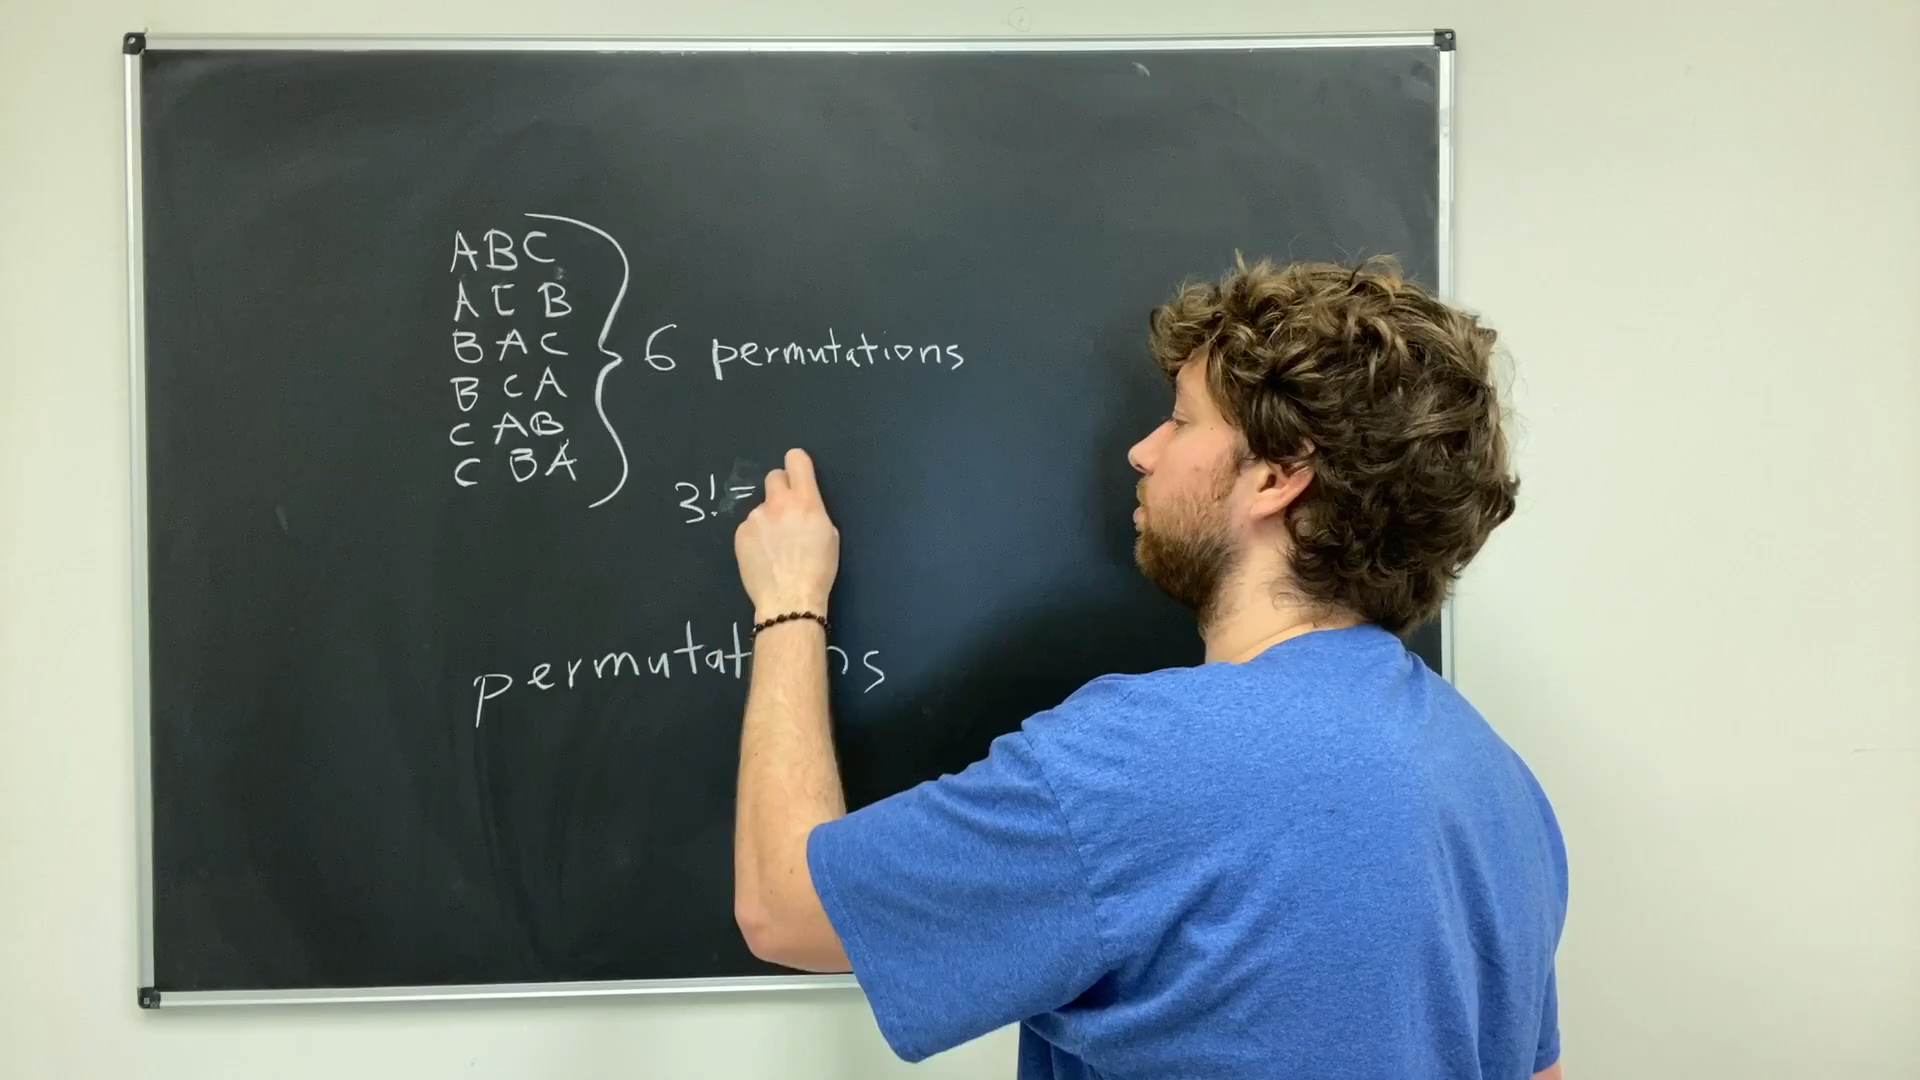 ABC
ACB
BAC
BCA
CAB
CBA
6 permutations
3! =